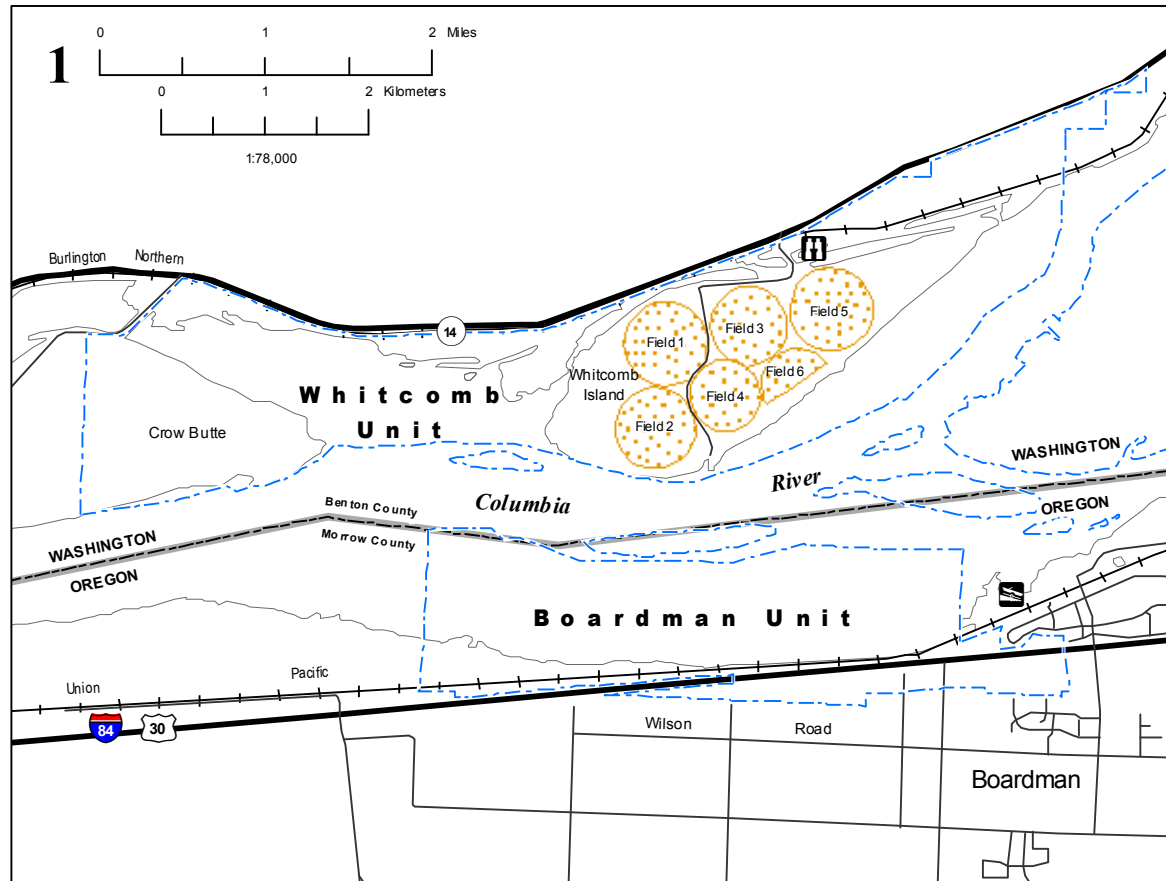 1
0 1 2 Miles
0 1 2 Kilometers
1:78,000
Burlington Northern
14
Field 1
Field 3
Field 5
Field 6
Field 4
Field 2
Whitcomb
Island
Whitcomb
Unit
Crow Butte
Columbia River
WASHINGTON
OREGON
Benton County
Morrow County
WASHINGTON
OREGON
Boardman Unit
Union Pacific
84
30
Wilson Road
Boardman